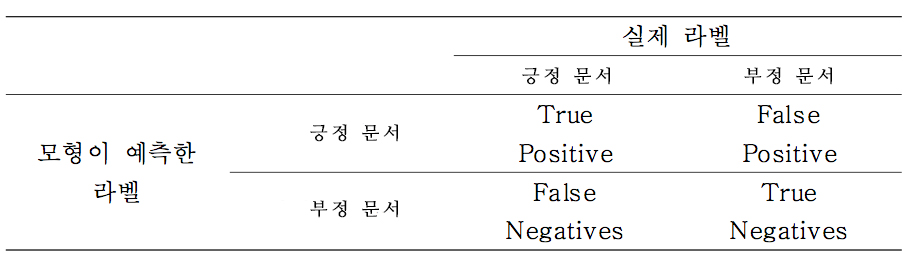 실제 라벨
긍정 문서 부정 문서
모형이 예측한
라벨
긍정 문서
True
Positive
False
Positive
부정 문서
False
Negatives
True
Negatives